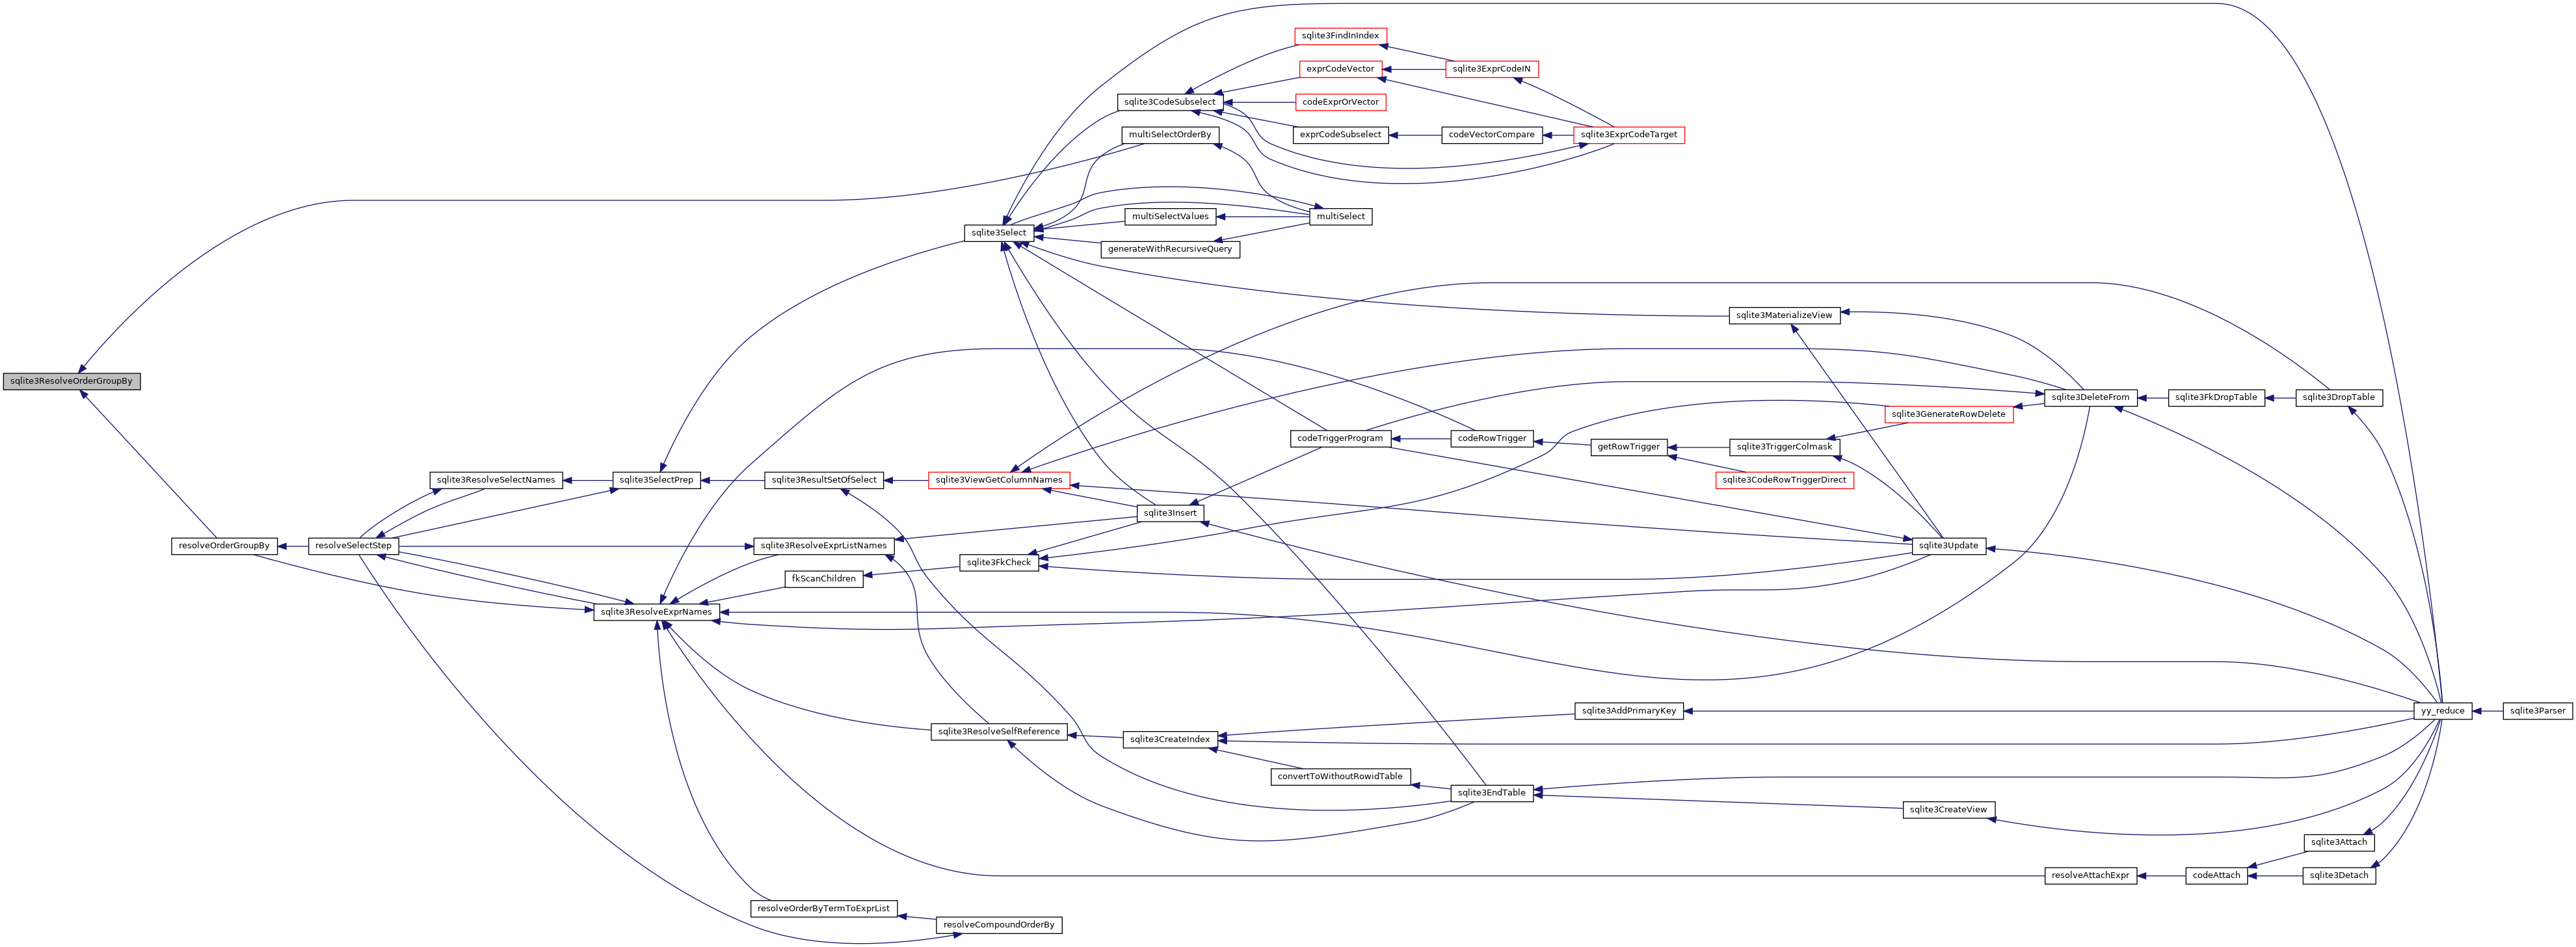 sqlite3FindInIndex
exprCodeVector
sqlite3ExprCodeIN
sqlite3CodeSubselect
codeExprOrVector
multiSelectOrderBy
exprCodeSubselect
codeVectorCompare
sqlite3ExprCodeTarget
multiSelectValues
multiSelect
sqlite3Select
generateWithRecursiveQuery
sqlite3MaterializeView
sqlite3ResolveOrderGroupBy
sqlite3DeleteFrom
sqlite3FkDropTable
sqlite3DropTable
sqlite3GenerateRowDelete
codeTriggerProgram
codeRowTrigger
getRowTrigger
sqlite3TriggerColmask
sqlite3ResolveSelectNames
sqlite3SelectPrep
sqlite3ResultSetOfSelect
sqlite3ViewGetColumnNames
sqlite3CodeRowTriggerDirect
sqlite3Insert
resolveOrderGroupBy
resolveSelectStep
sqlite3ResolveExprListNames
sqlite3Update
sqlite3FkCheck
fkScanChildren
sqlite3ResolveExprNames
sqlite3AddPrimaryKey
yy_reduce
sqlite3Parser
sqlite3ResolveSelfReference
sqlite3CreateIndex
convertToWithoutRowidTable
sqlite3EndTable
sqlite3CreateView
sqlite3Attach
resolveAttachExpr
codeAttach
sqlite3Detach
resolveOrderByTermToExprList
resolveCompoundOrderBy